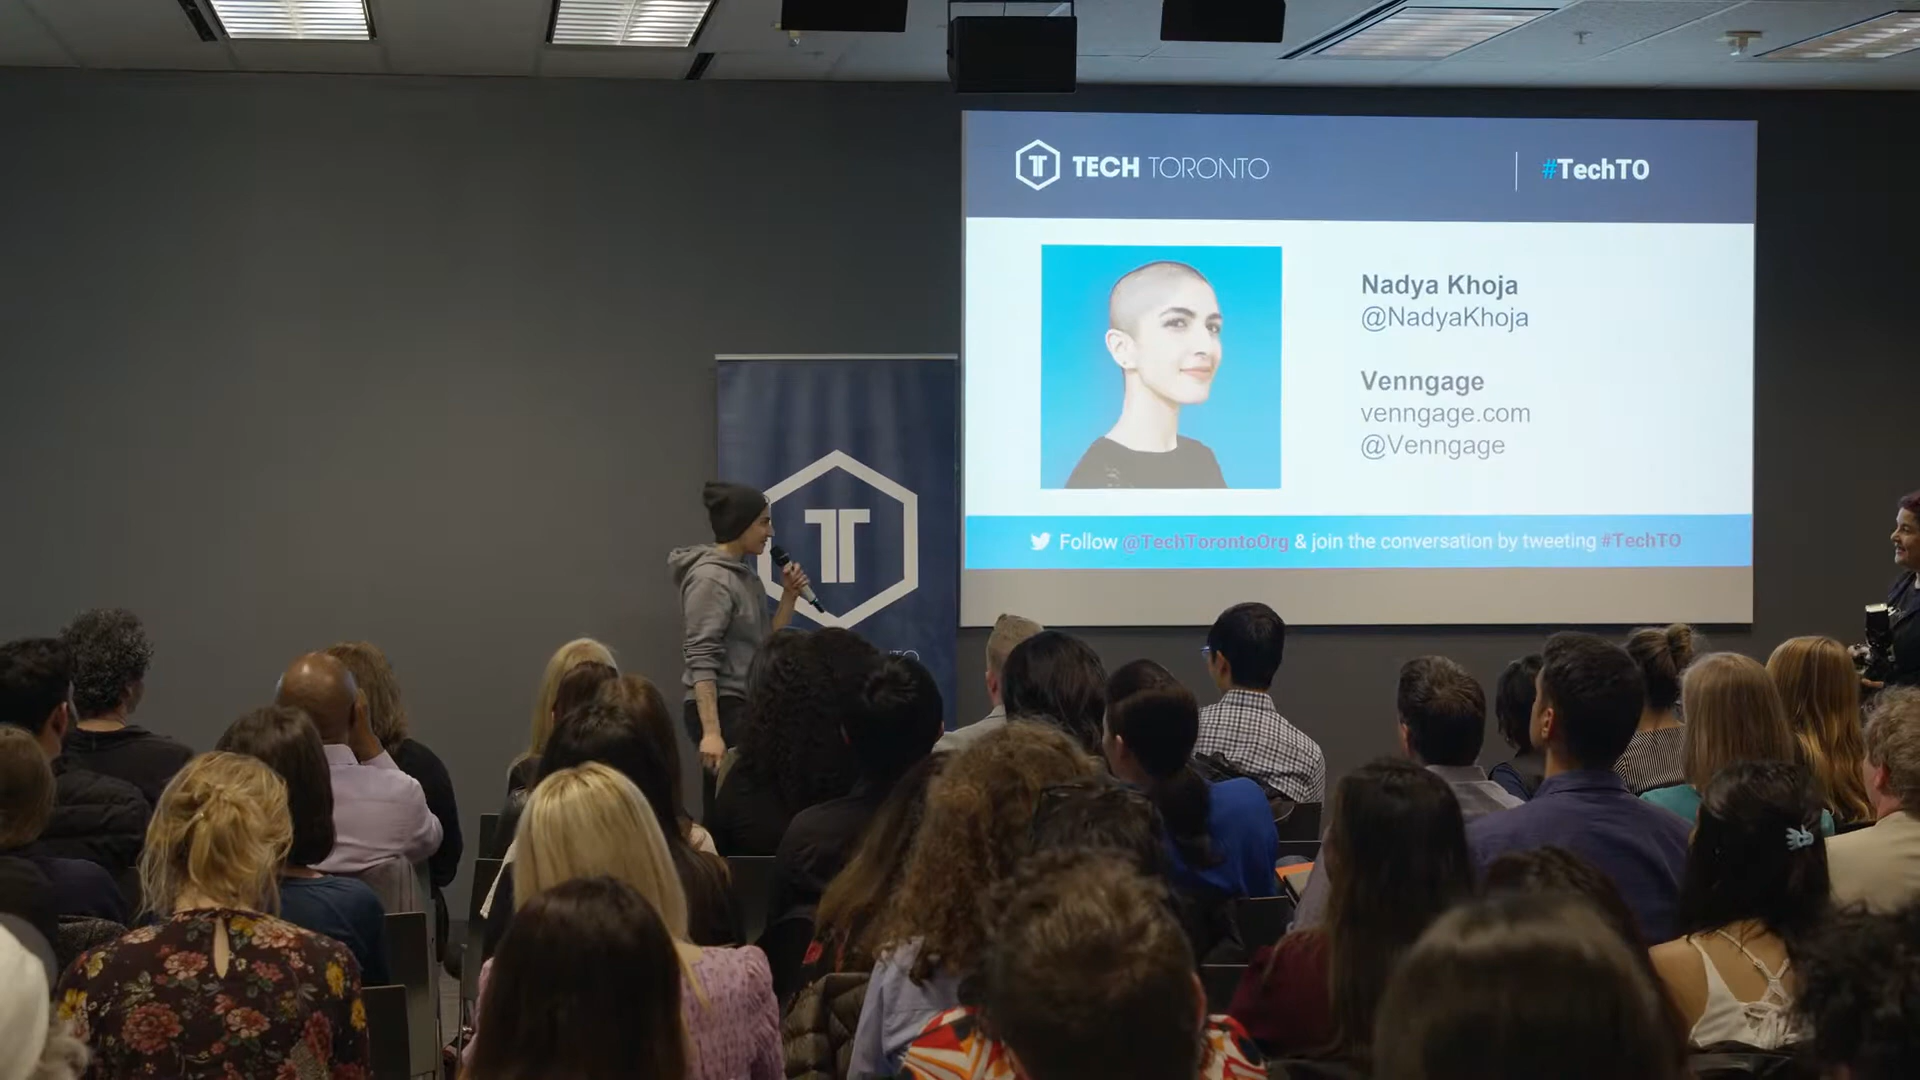 TECH TORONTO
#TechTO
Nadya Khoja
@NadyaKhoja
Venngage
venngage.com
@Venngage
Follow @TechTorontoOrg & join the conversation by tweeting #TechTO